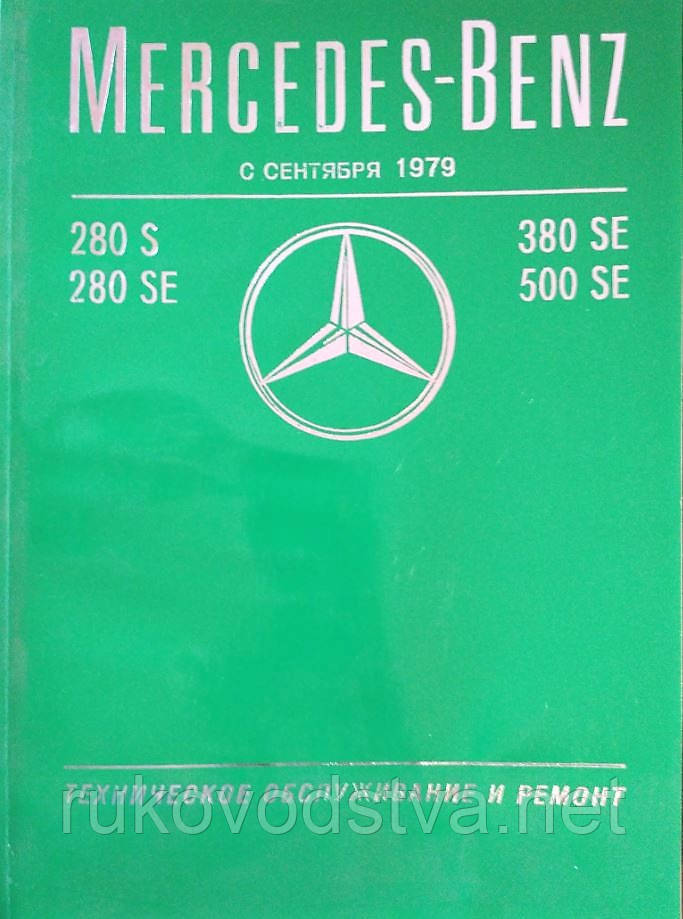 MERCEDES-BENZ
С СЕНТЯБРЯ 1979
280 S
280 SE
380 SE
500 SE
ТЕХНИЧЕСКОЕ ОБСЛУЖИВАНИЕ И РЕМОНТ
rukovodstva.net